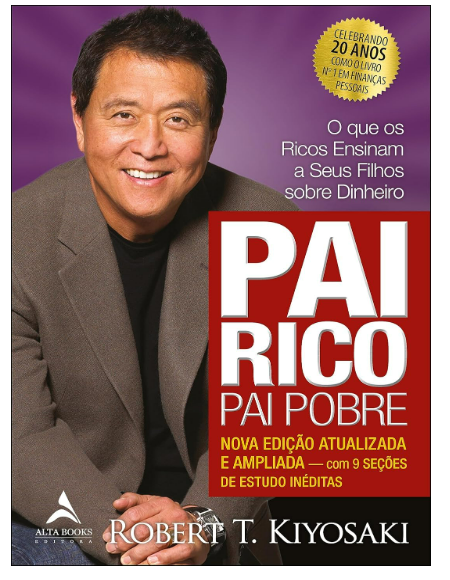 CELEBRANDO
20 ANOS
COMO O LIVRO
Nº 1 EM FINANÇAS
PESSOAIS
O que os
Ricos Ensinam
a Seus Filhos
sobre Dinheiro
PAI
RICO
PAI POBRE
NOVA EDIÇÃO ATUALIZADA
E AMPLIADA — com 9 SEÇÕES
DE ESTUDO INÉDITAS
ALTA BOOKS
EDITORA
ROBERT T. KIYOSAKI